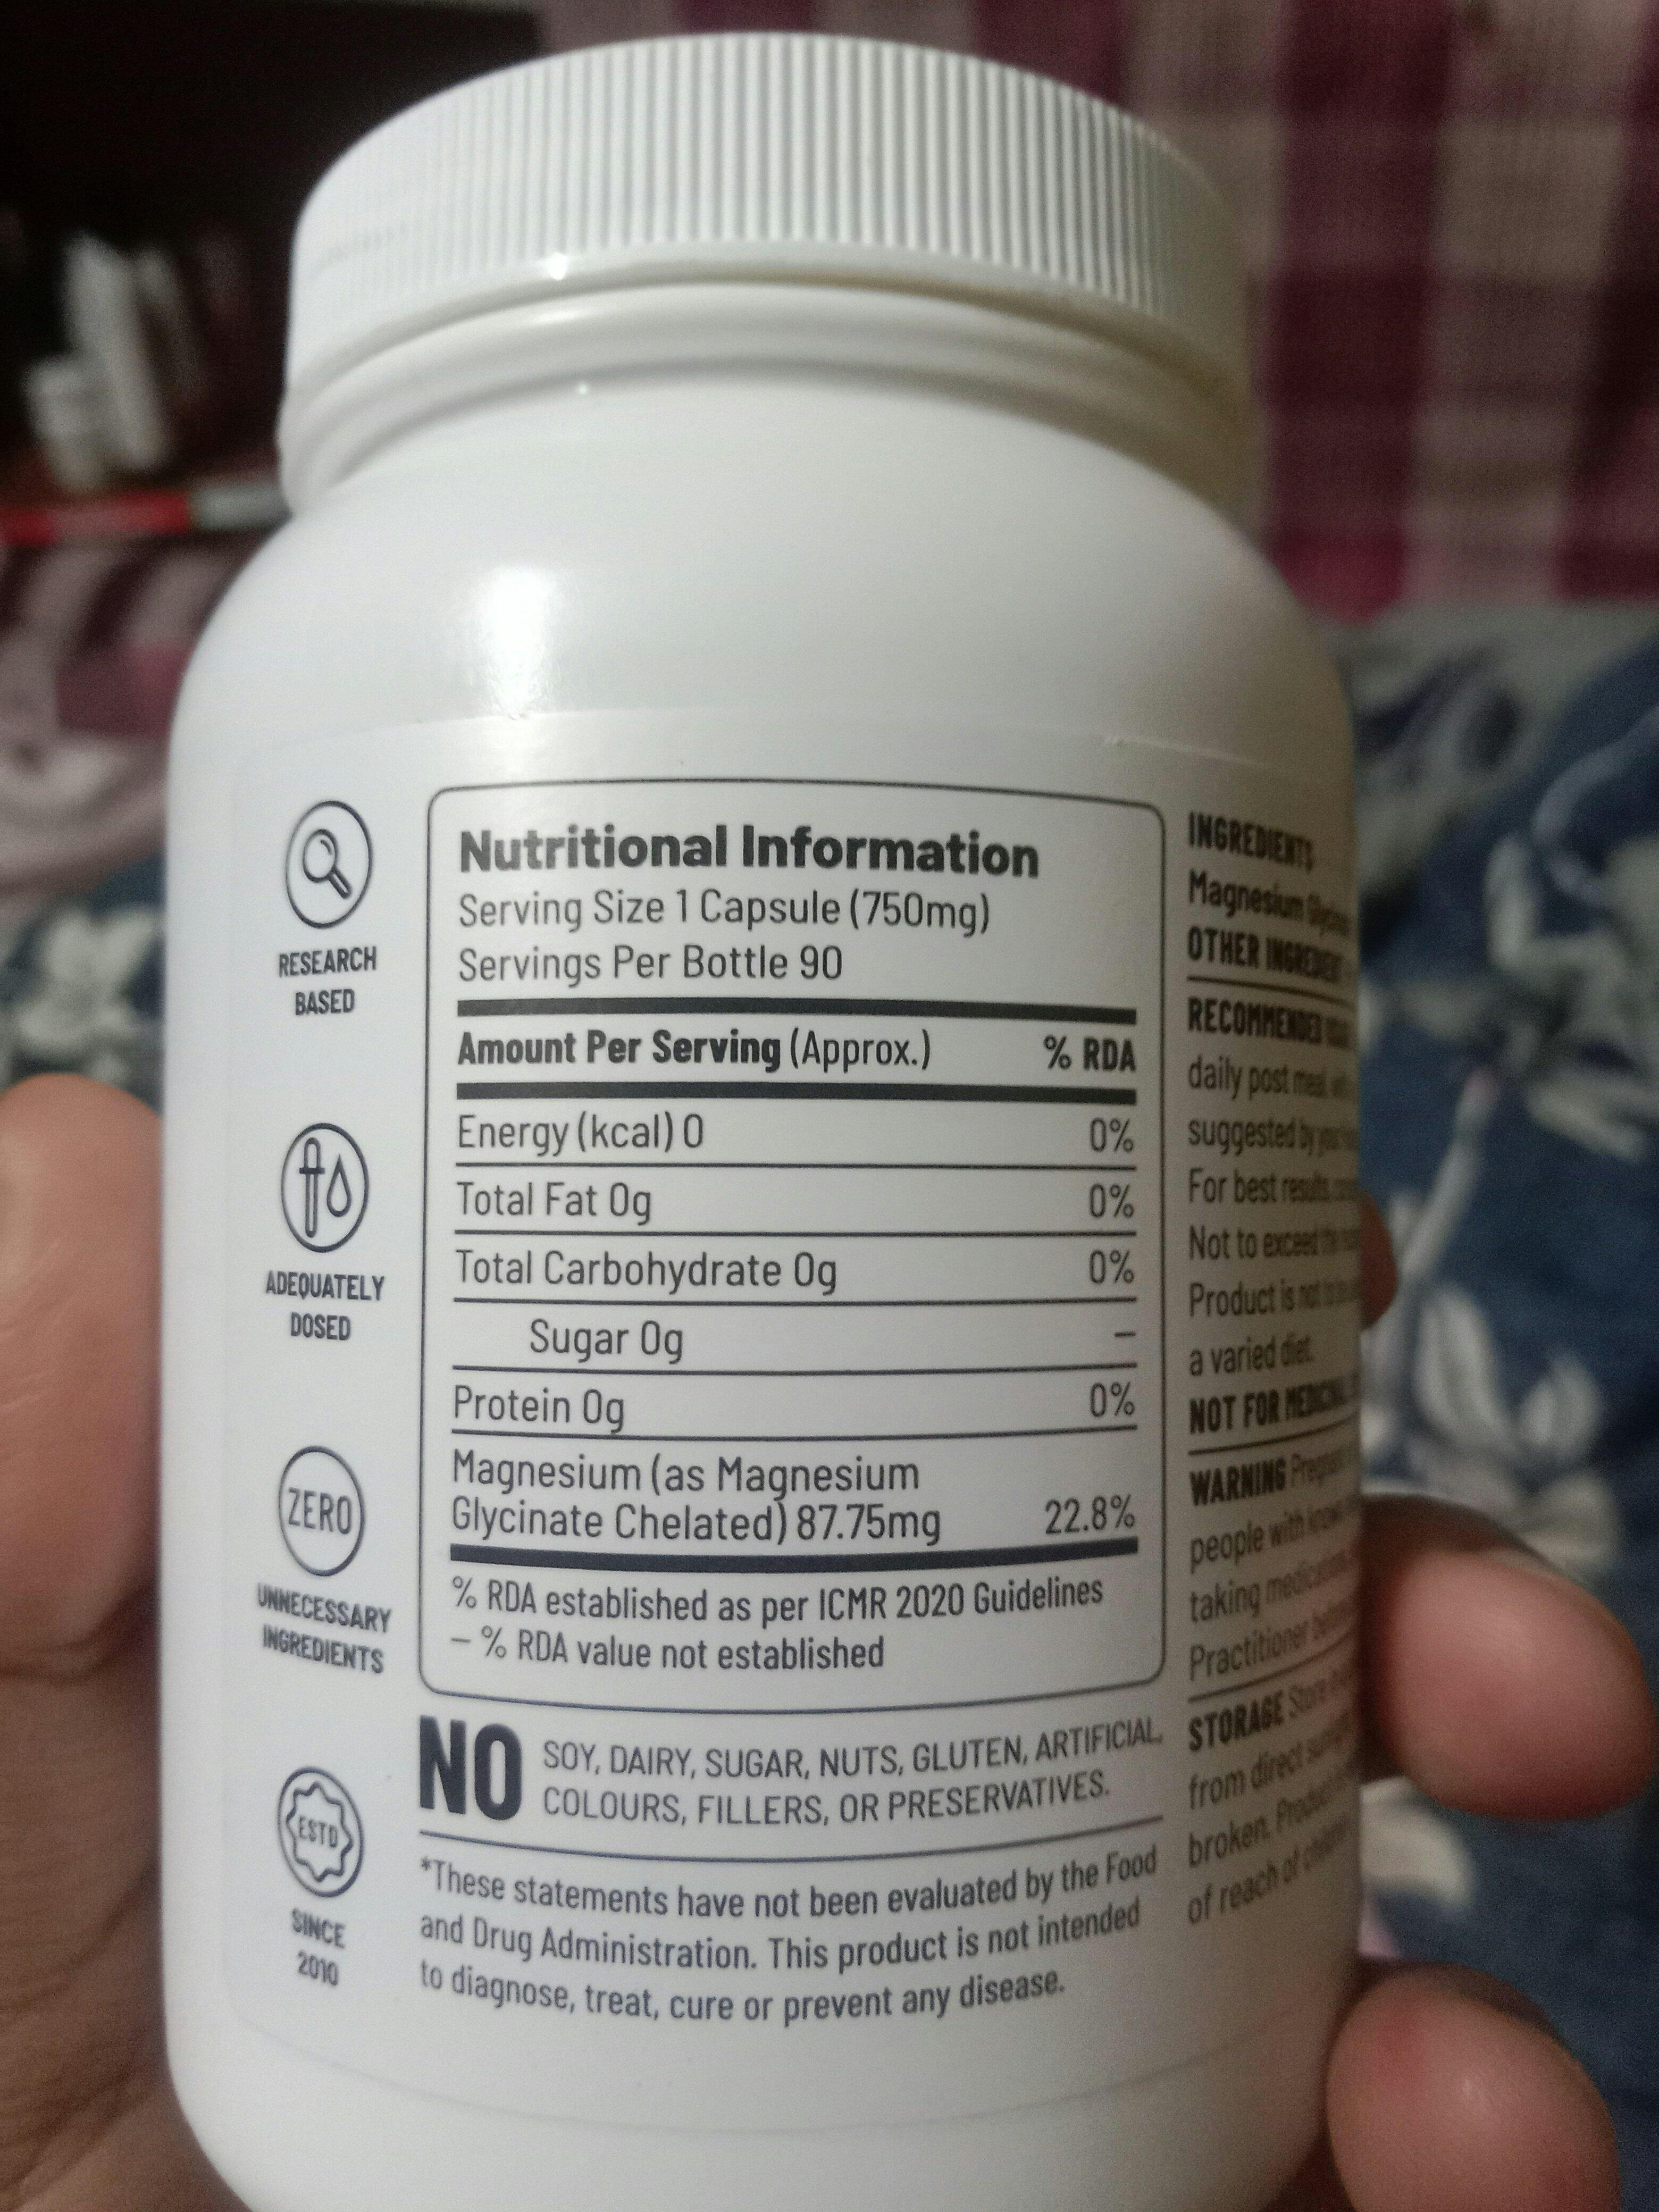 RESEARCH
BASED
ADEQUATELY
DOSED
ZERO
UNNECESSARY
INGREDIENTS
ESTD
SINCE
2010
Nutritional Information
Serving Size 1 Capsule (750mg)
Servings Per Bottle 90
Amount Per Serving (Approx.) % RDA
Energy (kcal) 0 0%
Total Fat 0g 0%
Total Carbohydrate 0g 0%
Sugar 0g –
Protein 0g 0%
Magnesium (as Magnesium
Glycinate Chelated) 87.75mg 22.8%
% RDA established as per ICMR 2020 Guidelines
– % RDA value not established
NO SOY, DAIRY, SUGAR, NUTS, GLUTEN, ARTIFICIAL
COLOURS, FILLERS, OR PRESERVATIVES.
*These statements have not been evaluated by the Food
and Drug Administration. This product is not intended
to diagnose, treat, cure or prevent any disease.
INGREDIENTS
Magnesium
OTHER
RECOMMENDED
daily post meal
suggested by
For best results
Not to exceed
Product is not
a varied diet.
NOT FOR MEDICINAL
WARNING
people with
taking
Practitioner
STORAGE
from direct
broken.
of reach of